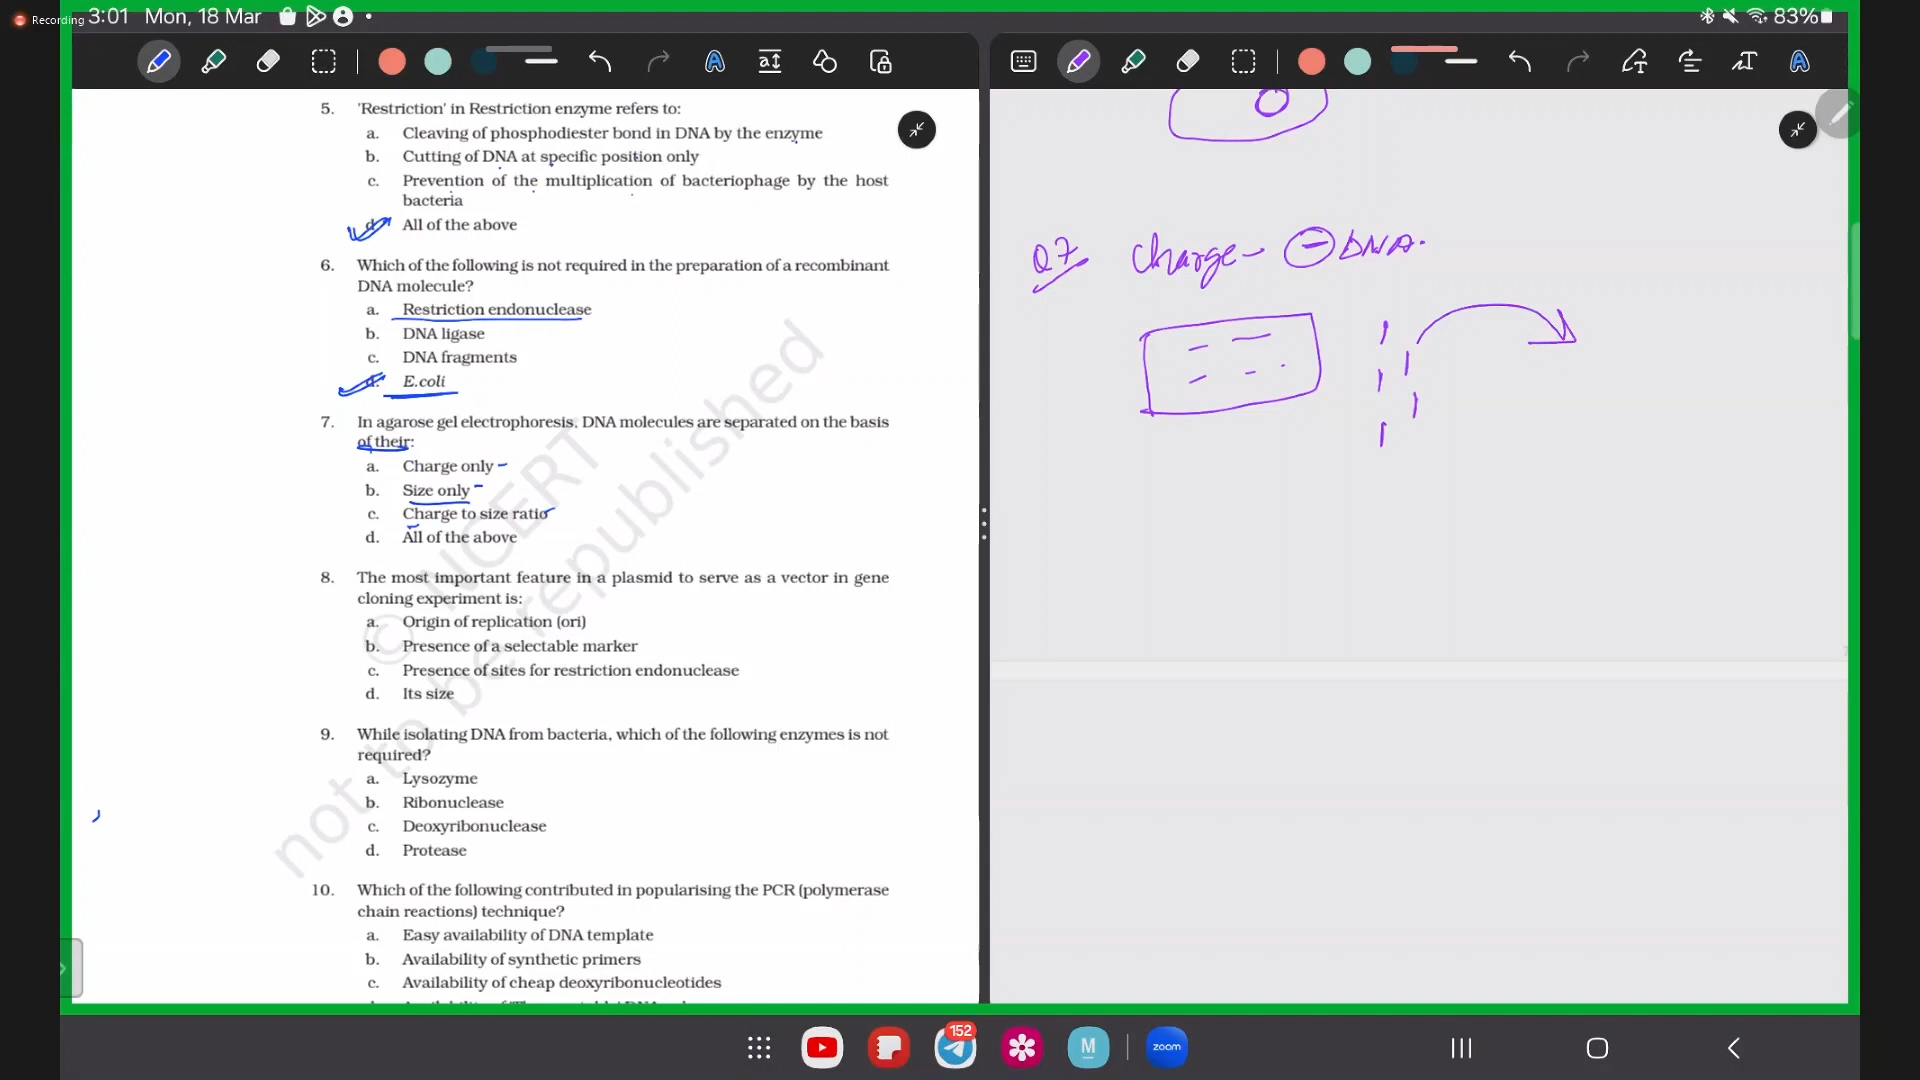 Recording
3:01 Mon, 18 Mar
83%
5. 'Restriction' in Restriction enzyme refers to:
a. Cleaving of phosphodiester bond in DNA by the enzyme
b. Cutting of DNA at specific position only
c. Prevention of the multiplication of bacteriophage by the host
bacteria
d. All of the above
6. Which of the following is not required in the preparation of a recombinant
DNA molecule?
a. Restriction endonuclease
b. DNA ligase
c. DNA fragments
d. E.coli
7. In agarose gel electrophoresis, DNA molecules are separated on the basis
of their:
a. Charge only
b. Size only
c. Charge to size ratio
d. All of the above
8. The most important feature in a plasmid to serve as a vector in gene
cloning experiment is:
a. Origin of replication (ori)
b. Presence of a selectable marker
c. Presence of sites for restriction endonuclease
d. Its size
9. While isolating DNA from bacteria, which of the following enzymes is not
required?
a. Lysozyme
b. Ribonuclease
c. Deoxyribonuclease
d. Protease
10. Which of the following contributed in popularising the PCR (polymerase
chain reactions) technique?
a. Easy availability of DNA template
b. Availability of synthetic primers
c. Availability of cheap deoxyribonucleotides
© NCERT
not to be republished
Q7 Charge - ⊖ DNA.
152
M
zoom